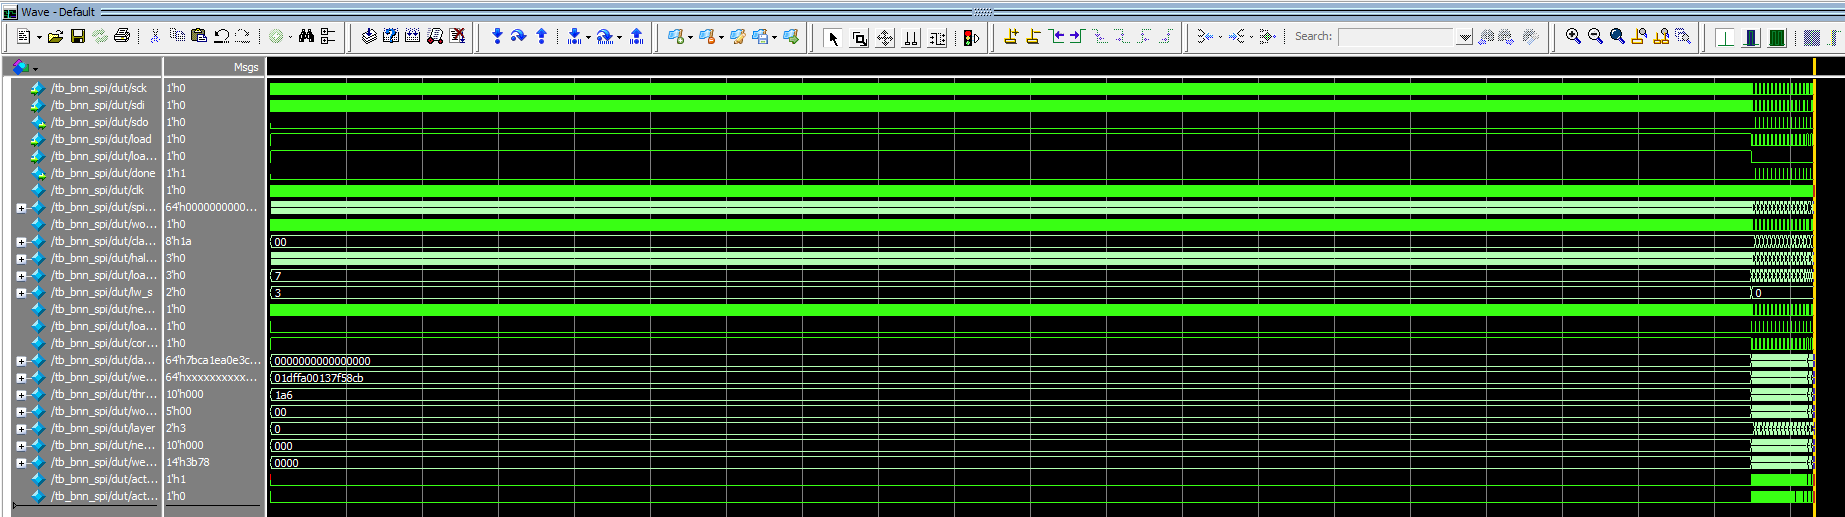 Wave - Default
Search:
Msgs
/tb_bnn_spi/dut/sck 1'h0
/tb_bnn_spi/dut/sdi 1'h0
/tb_bnn_spi/dut/sdo 1'h0
/tb_bnn_spi/dut/load 1'h0
/tb_bnn_spi/dut/loa... 1'h0
/tb_bnn_spi/dut/done 1'h1
/tb_bnn_spi/dut/clk 1'h0
/tb_bnn_spi/dut/spi... 64'h0000000000...
/tb_bnn_spi/dut/wo... 1'h0
/tb_bnn_spi/dut/cla... 8'h1a 00
/tb_bnn_spi/dut/hal... 3'h0
/tb_bnn_spi/dut/loa... 3'h0 7
/tb_bnn_spi/dut/lw_s 2'h0 3 0
/tb_bnn_spi/dut/ne... 1'h0
/tb_bnn_spi/dut/loa... 1'h0
/tb_bnn_spi/dut/cor... 1'h0
/tb_bnn_spi/dut/da... 64'h7bca1ea0e3c... 0000000000000000
/tb_bnn_spi/dut/we... 64'hxxxxxxxxxx... 01dffa00137f58cb
/tb_bnn_spi/dut/thr... 10'h000 1a6
/tb_bnn_spi/dut/wo... 5'h00 00
/tb_bnn_spi/dut/layer 2'h3 0
/tb_bnn_spi/dut/ne... 10'h000 000
/tb_bnn_spi/dut/we... 14'h3b78 0000
/tb_bnn_spi/dut/act... 1'h1
/tb_bnn_spi/dut/act... 1'h0